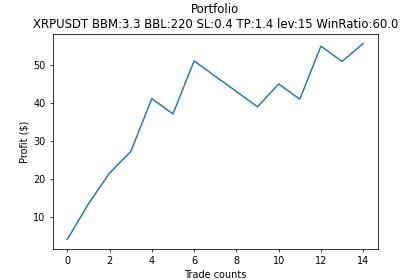 Portfolio
XRPUSDT BBM:3.3 BBL:220 SL:0.4 TP:1.4 lev:15 WinRatio:60.0
50
40
30
20
10
Profit ($)
0 2 4 6 8 10 12 14
Trade counts